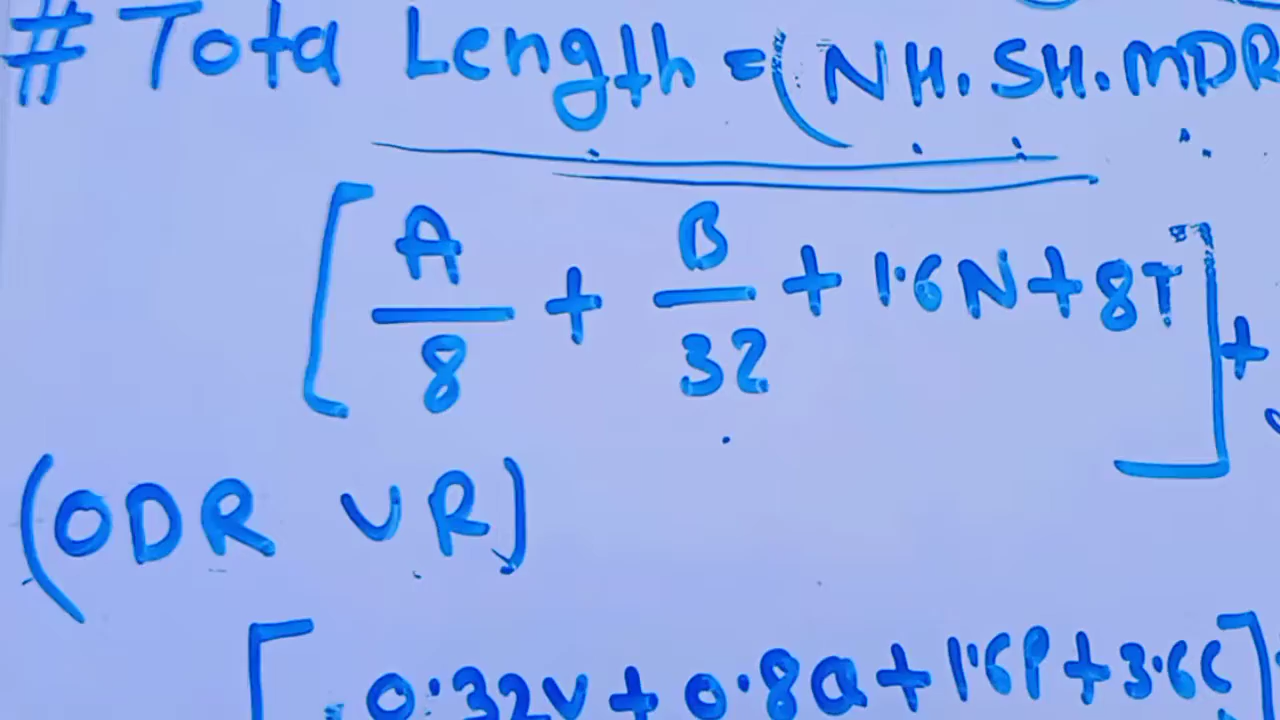 # Tota Length = (NH. SH. MDR
[ A/8 + B/32 + 1.6N + 8T ] +
(ODR VR)
[ 0.32V + 0.8Q + 1.6P + 3.6C ]